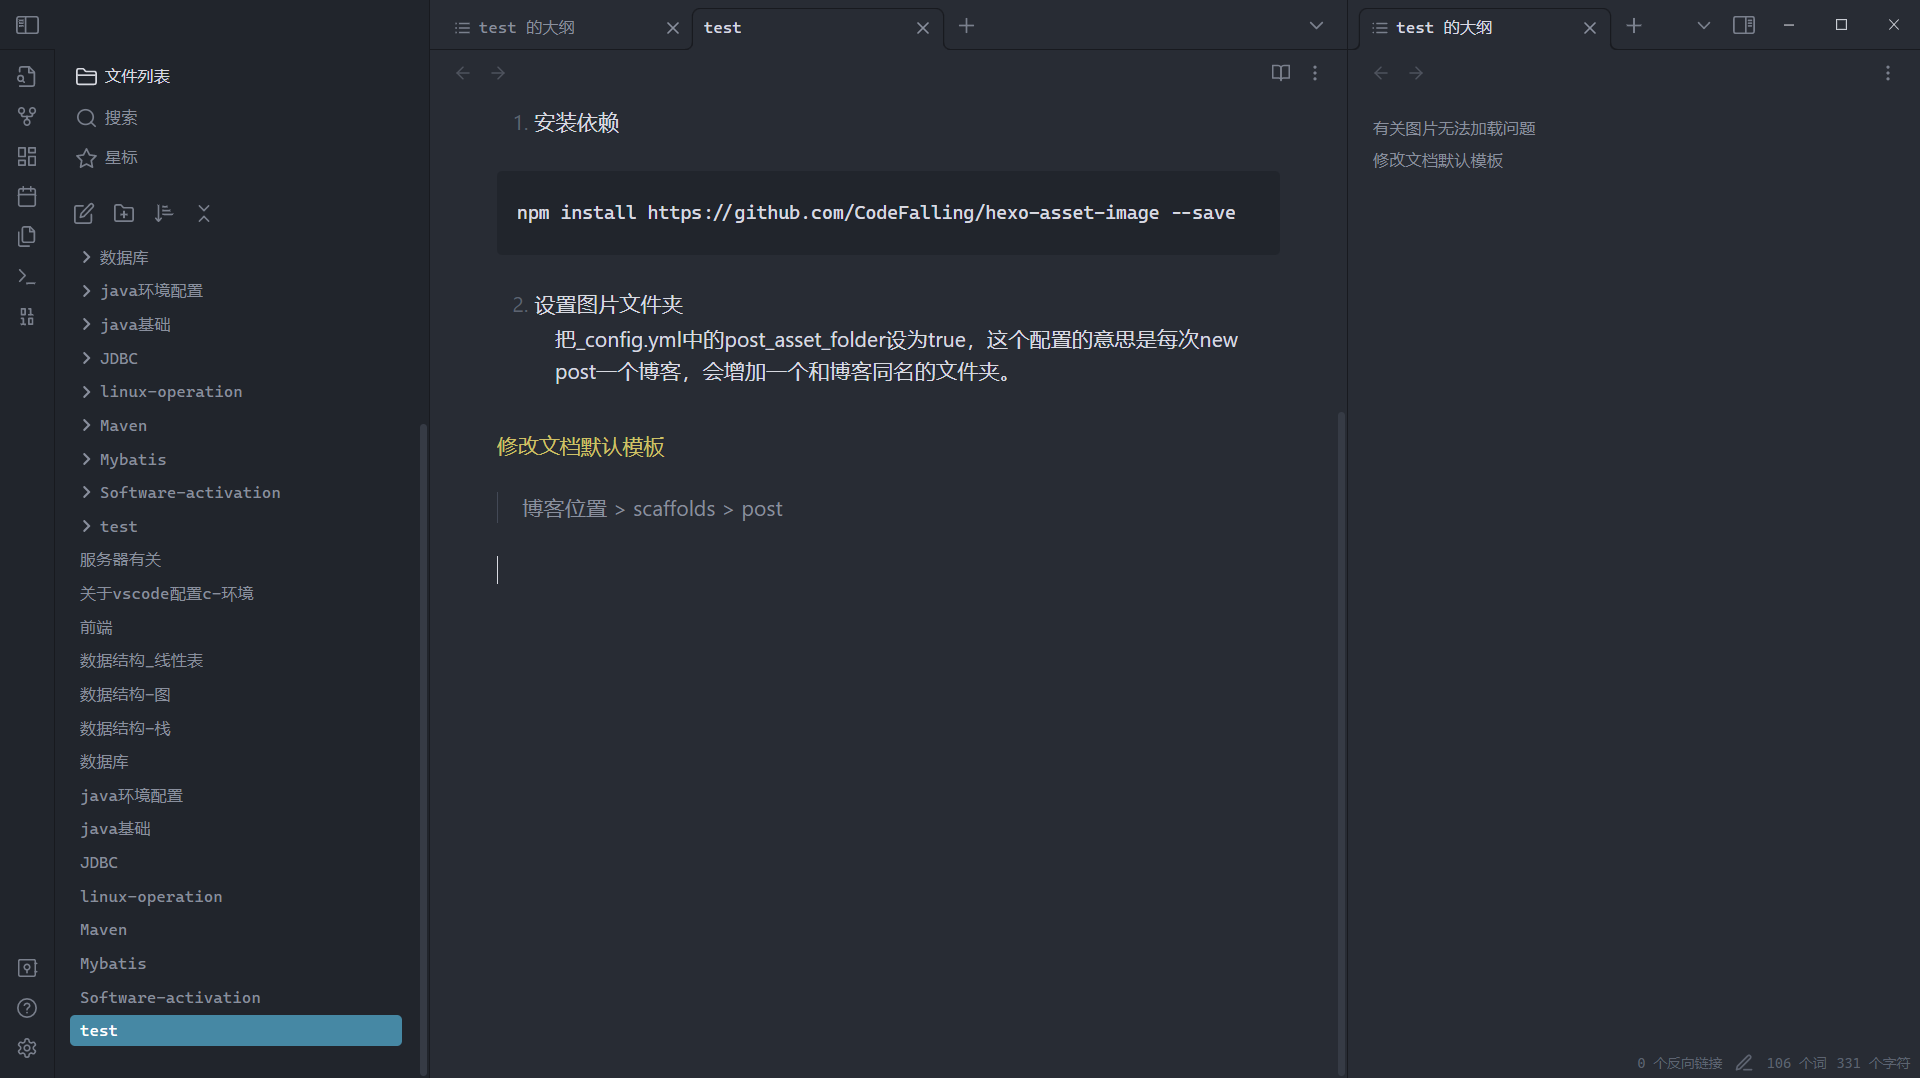 test 的大纲
test
test 的大纲
文件列表
搜索
星标
数据库
java环境配置
java基础
JDBC
linux-operation
Maven
Mybatis
Software-activation
test
服务器有关
关于vscode配置c-环境
前端
数据结构_线性表
数据结构-图
数据结构-栈
数据库
java环境配置
java基础
JDBC
linux-operation
Maven
Mybatis
Software-activation
test
1. 安装依赖
npm install https://github.com/CodeFalling/hexo-asset-image --save
2. 设置图片文件夹
把_config.yml中的post_asset_folder设为true，这个配置的意思是每次new
post一个博客，会增加一个和博客同名的文件夹。
修改文档默认模板
博客位置 > scaffolds > post
有关图片无法加载问题
修改文档默认模板
0 个反向链接 106 个词 331 个字符